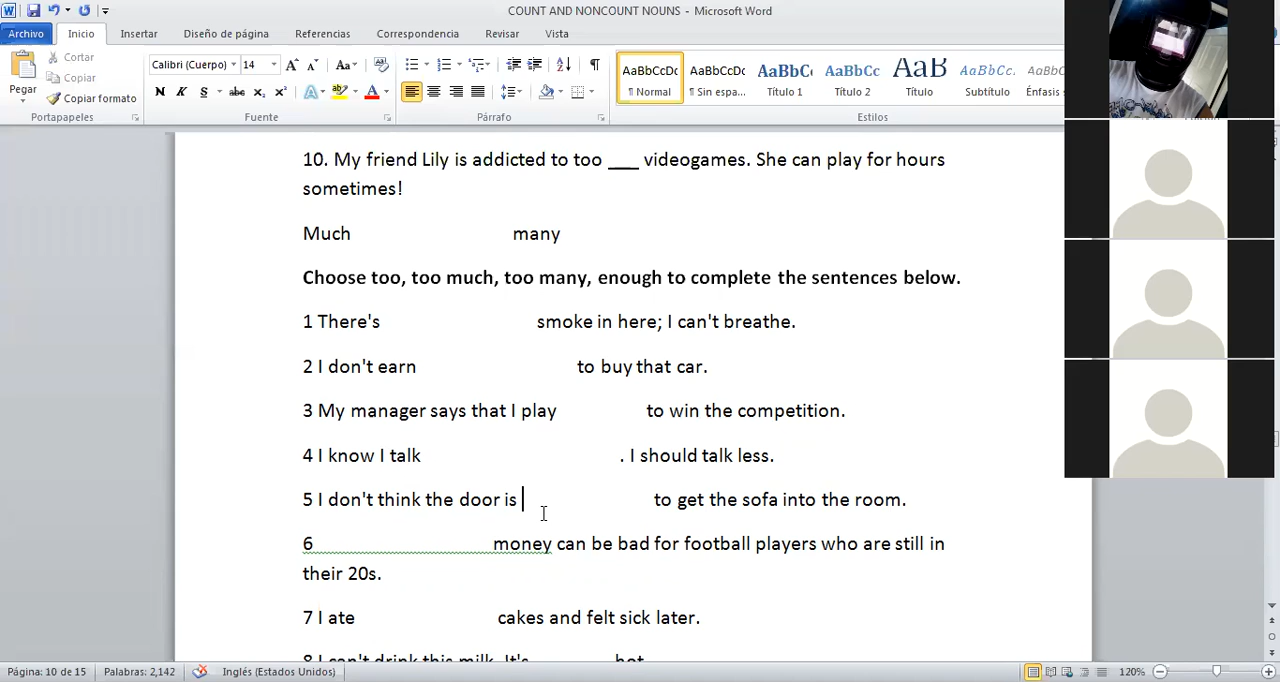 COUNT AND NONCOUNT NOUNS - Microsoft Word
Archivo Inicio Insertar Diseño de página Referencias Correspondencia Revisar Vista
Pegar
Cortar
Copiar
Copiar formato
Portapapeles
Calibri (Cuerpo) 14
Fuente
Párrafo
AaBbCcDc AaBbCcDc AaBbC AaBbCc AaB AaBbCc. AaBbCc
¶ Normal ¶ Sin espa... Título 1 Título 2 Título Subtítulo Énfasis
Estilos
10. My friend Lily is addicted to too ___ videogames. She can play for hours
sometimes!
Much many
Choose too, too much, too many, enough to complete the sentences below.
1 There's smoke in here; I can't breathe.
2 I don't earn to buy that car.
3 My manager says that I play to win the competition.
4 I know I talk . I should talk less.
5 I don't think the door is to get the sofa into the room.
6 money can be bad for football players who are still in
their 20s.
7 I ate cakes and felt sick later.
8 I can't drink this milk. It's hot
Página: 10 de 15 Palabras: 2,142 Inglés (Estados Unidos) 120%